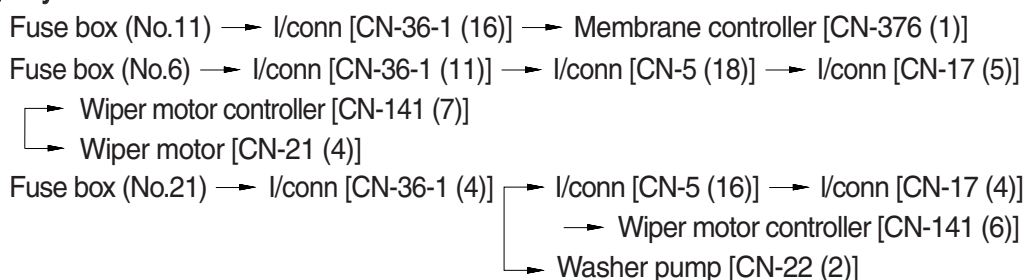 Fuse box (No.11) → I/conn [CN-36-1 (16)] → Membrane controller [CN-376 (1)]
Fuse box (No.6) → I/conn [CN-36-1 (11)] → I/conn [CN-5 (18)] → I/conn [CN-17 (5)]
→ Wiper motor controller [CN-141 (7)]
→ Wiper motor [CN-21 (4)]
Fuse box (No.21) → I/conn [CN-36-1 (4)] → I/conn [CN-5 (16)] → I/conn [CN-17 (4)]
→ Wiper motor controller [CN-141 (6)]
→ Washer pump [CN-22 (2)]